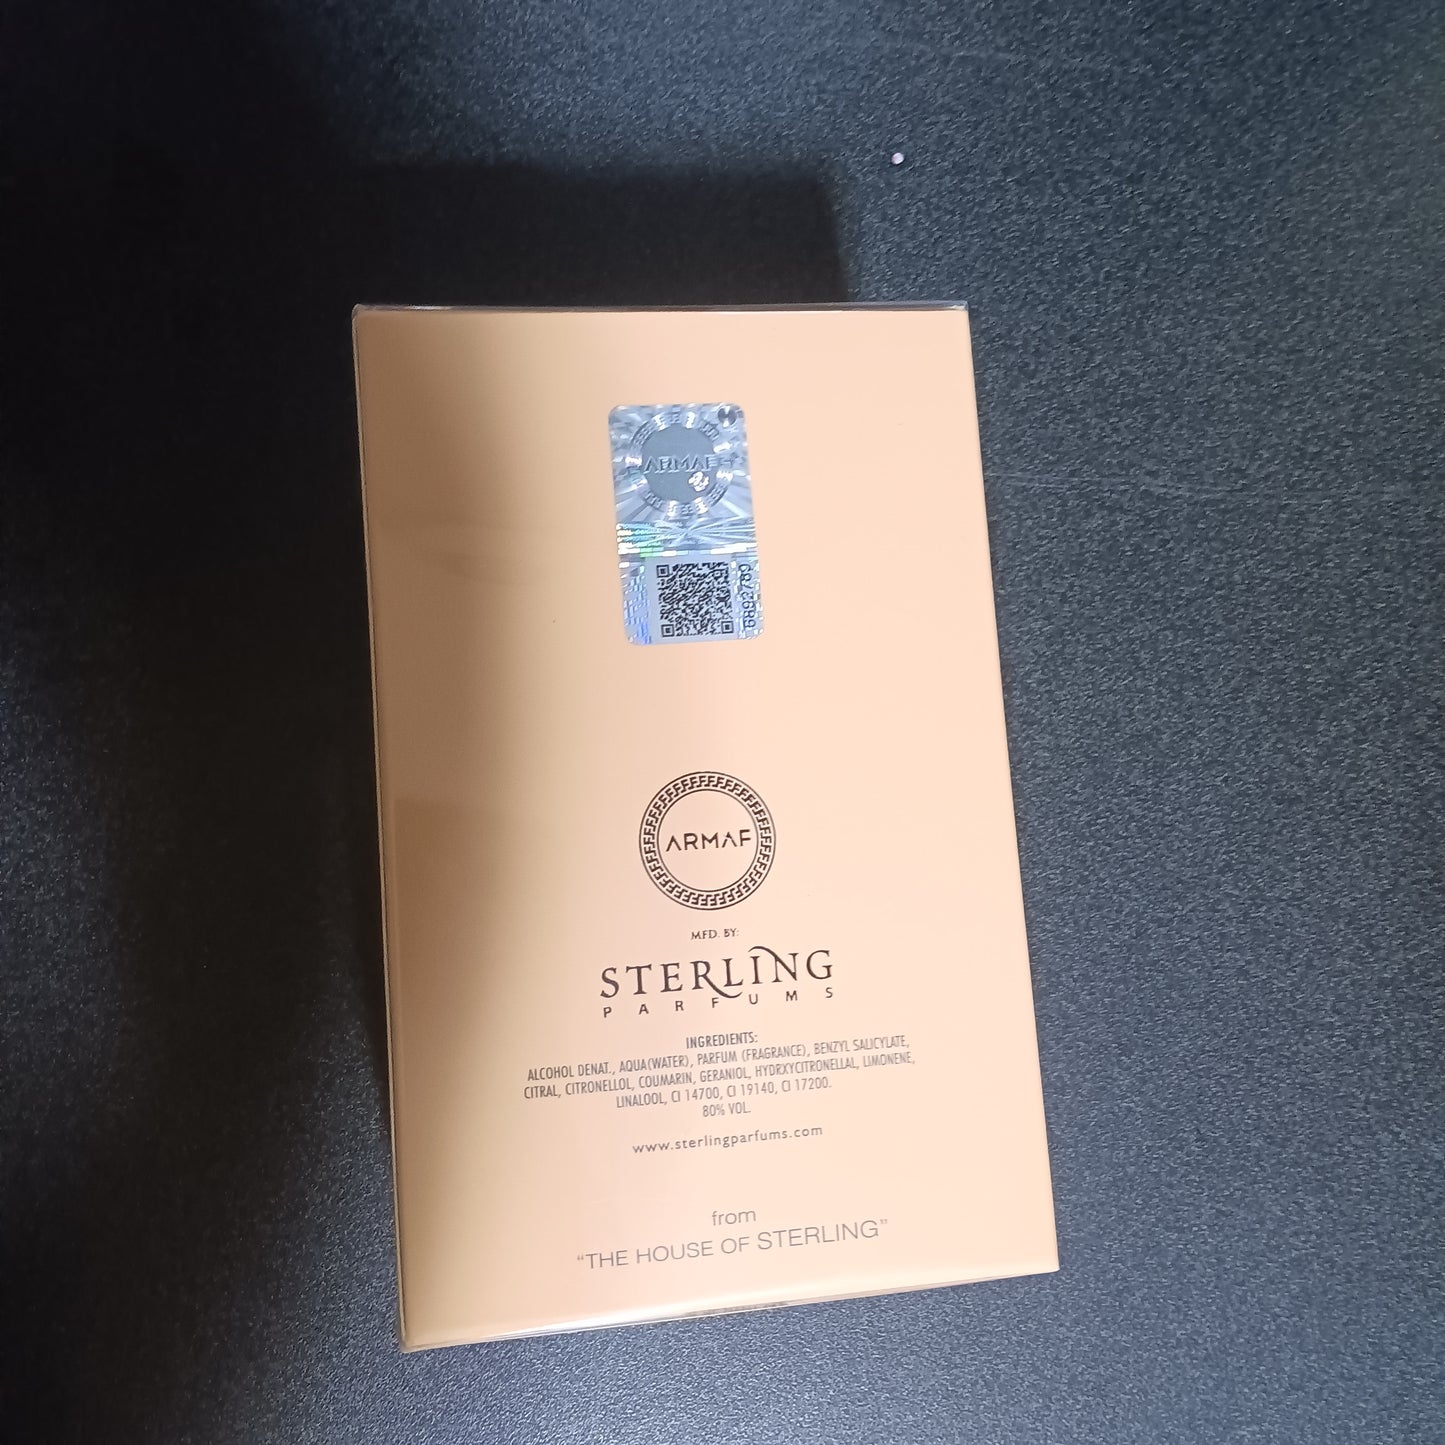 ARMAF
ARMAF
MFD. BY:
STERLING
PARFUMS
INGREDIENTS:
ALCOHOL DENAT., AQUA(WATER), PARFUM (FRAGRANCE), BENZYL SALICYLATE,
CITRAL, CITRONELLOL, COUMARIN, GERANIOL, HYDRXYCITRONELLAL, LIMONENE,
LINALOOL, CI 14700, CI 19140, CI 17200.
80% VOL.
www.sterlingparfums.com
from
“THE HOUSE OF STERLING”